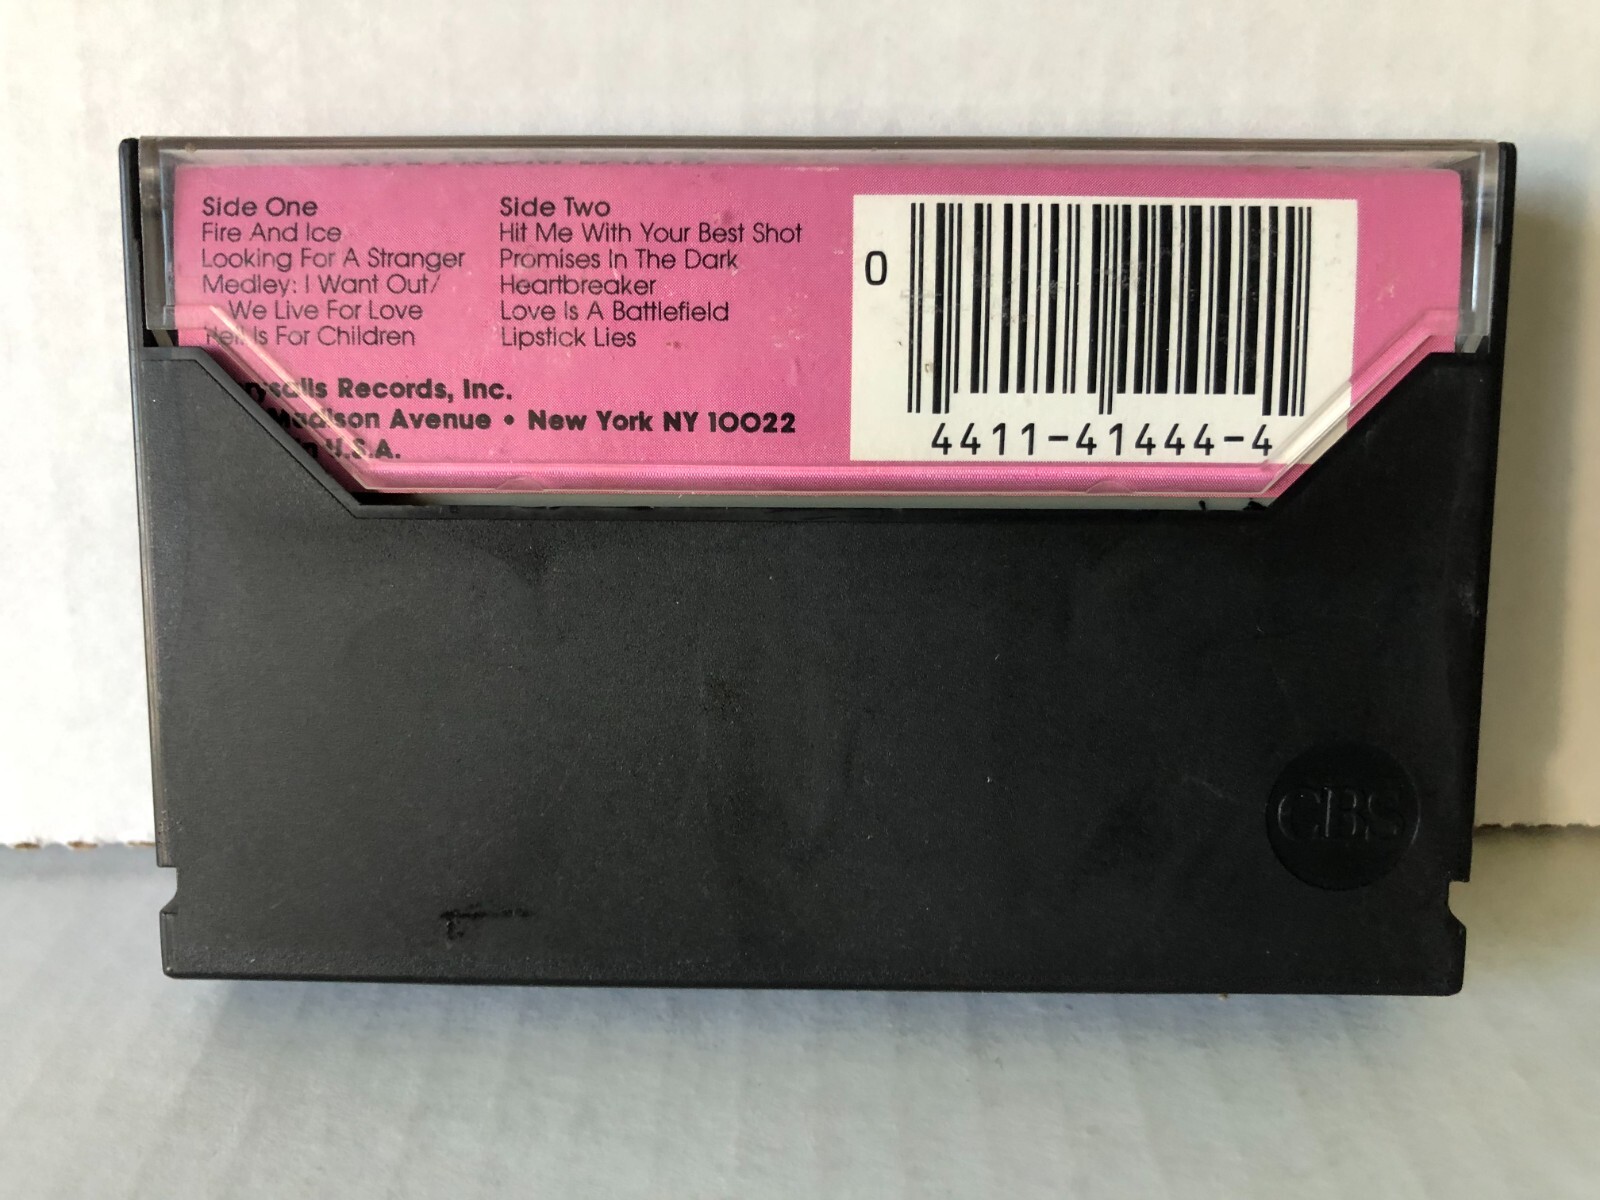 Side One
Fire And Ice
Looking For A Stranger
Medley: I Want Out/
We Live For Love
Hell Is For Children
Side Two
Hit Me With Your Best Shot
Promises In The Dark
Heartbreaker
Love Is A Battlefield
Lipstick Lies
Records, Inc.
Madison Avenue • New York NY 10022
U.S.A.
0
4411-41444-4
CBS